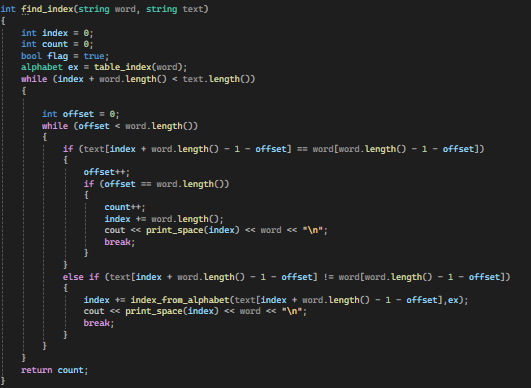 int find_index(string word, string text)
{
    int index = 0;
    int count = 0;
    bool flag = true;
    alphabet ex = table_index(word);
    while (index + word.length() < text.length())
    {
        int offset = 0;
        while (offset < word.length())
        {
            if (text[index + word.length() - 1 - offset] == word[word.length() - 1 - offset])
            {
                offset++;
                if (offset == word.length())
                {
                    count++;
                    index += word.length();
                    cout << print_space(index) << word << "\n";
                    break;
                }
            }
            else if (text[index + word.length() - 1 - offset] != word[word.length() - 1 - offset])
            {
                index += index_from_alphabet(text[index + word.length() - 1 - offset],ex);
                cout << print_space(index) << word << "\n";
                break;
            }
        }
    }
    return count;
}